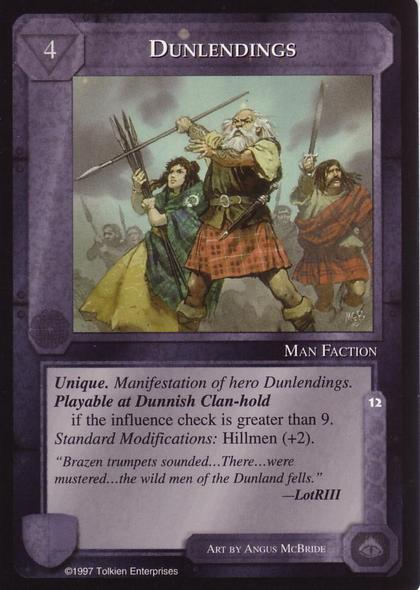 4
DUNLENDINGS
MAN FACTION
Unique. Manifestation of hero Dunlendings.
Playable at Dunnish Clan-hold
if the influence check is greater than 9.
Standard Modifications: Hillmen (+2).
12
“Brazen trumpets sounded…There…were
mustered…the wild men of the Dunland fells.”
—LotRIII
ART BY ANGUS MCBRIDE
©1997 Tolkien Enterprises